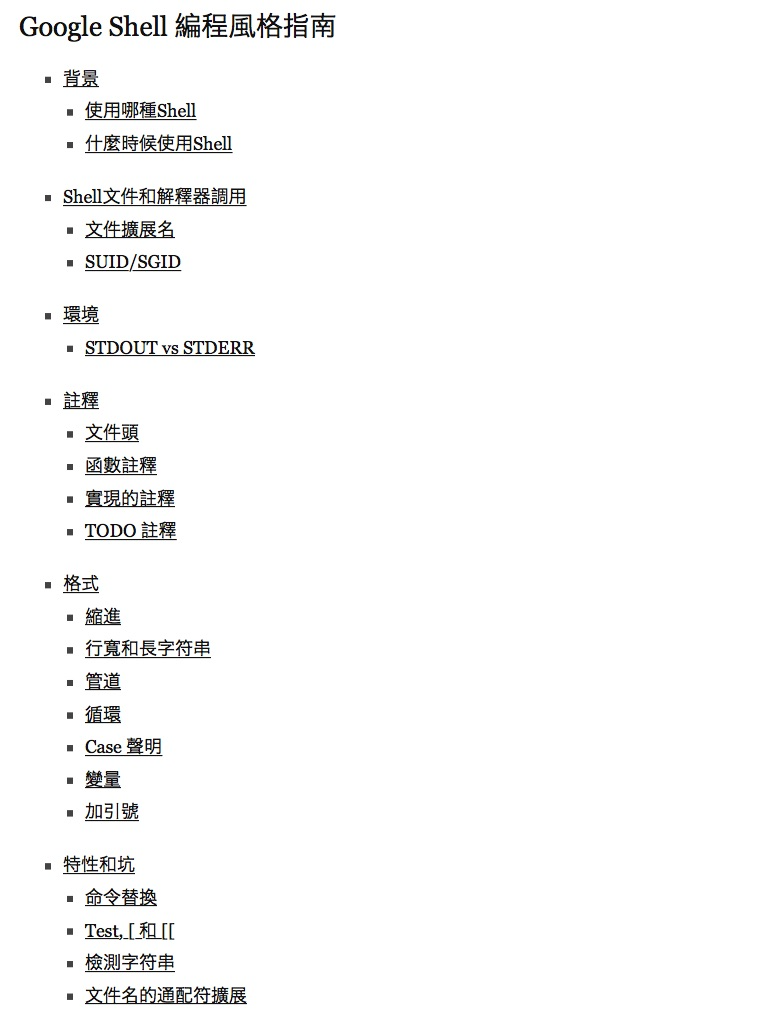 Google Shell 編程風格指南
背景
使用哪種Shell
什麼時候使用Shell
Shell文件和解釋器調用
文件擴展名
SUID/SGID
環境
STDOUT vs STDERR
註釋
文件頭
函數註釋
實現的註釋
TODO 註釋
格式
縮進
行寬和長字符串
管道
循環
Case 聲明
變量
加引號
特性和坑
命令替換
Test, [ 和 [[
檢測字符串
文件名的通配符擴展